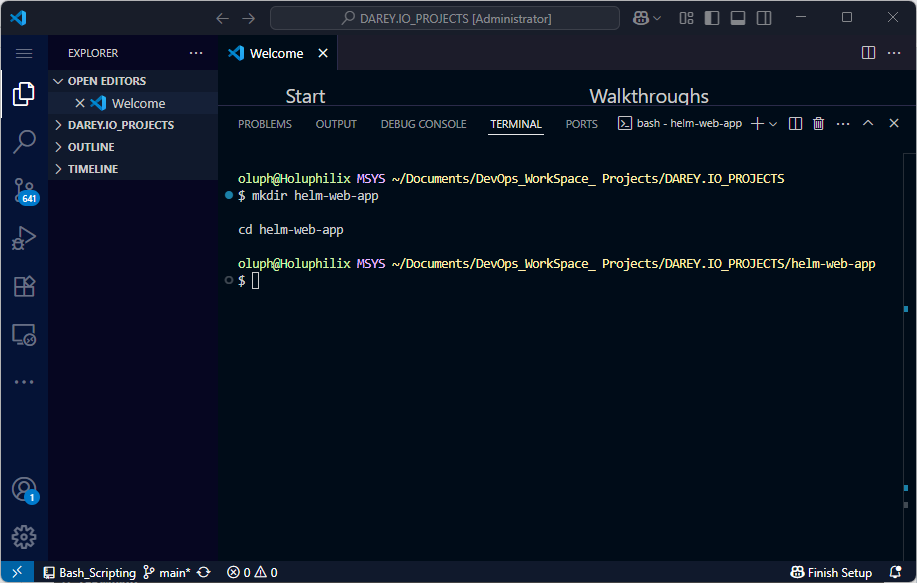 DAREY.IO_PROJECTS [Administrator]
EXPLORER
OPEN EDITORS
Welcome
DAREY.IO_PROJECTS
OUTLINE
TIMELINE
641
1
Welcome
Start
Walkthroughs
PROBLEMS OUTPUT DEBUG CONSOLE TERMINAL PORTS bash - helm-web-app
oluph@Holuphilix MSYS ~/Documents/DevOps_WorkSpace_ Projects/DAREY.IO_PROJECTS
$ mkdir helm-web-app
cd helm-web-app
oluph@Holuphilix MSYS ~/Documents/DevOps_WorkSpace_ Projects/DAREY.IO_PROJECTS/helm-web-app
$
Bash_Scripting main* 0 0 Finish Setup